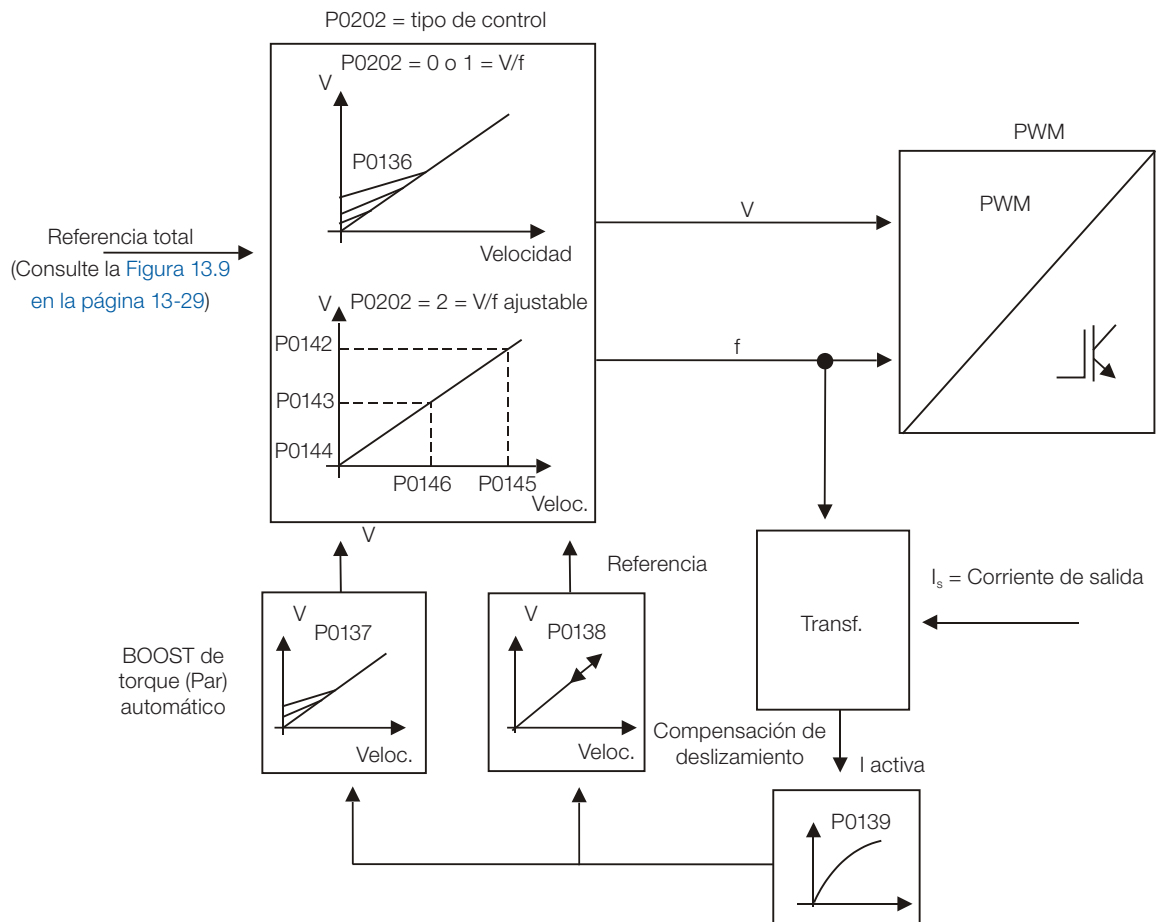 P0202 = tipo de control
P0202 = 0 o 1 = V/f
V
P0136
Velocidad
Referencia total
(Consulte la Figura 13.9
en la página 13-29)
V
P0202 = 2 = V/f ajustable
P0142
P0143
P0144
P0146
P0145
Veloc.
V
f
PWM
PWM
V
Referencia
BOOST de
torque (Par)
automático
V
P0137
Veloc.
V
P0138
Veloc.
Compensación de
deslizamiento
Transf.
Is = Corriente de salida
I activa
P0139